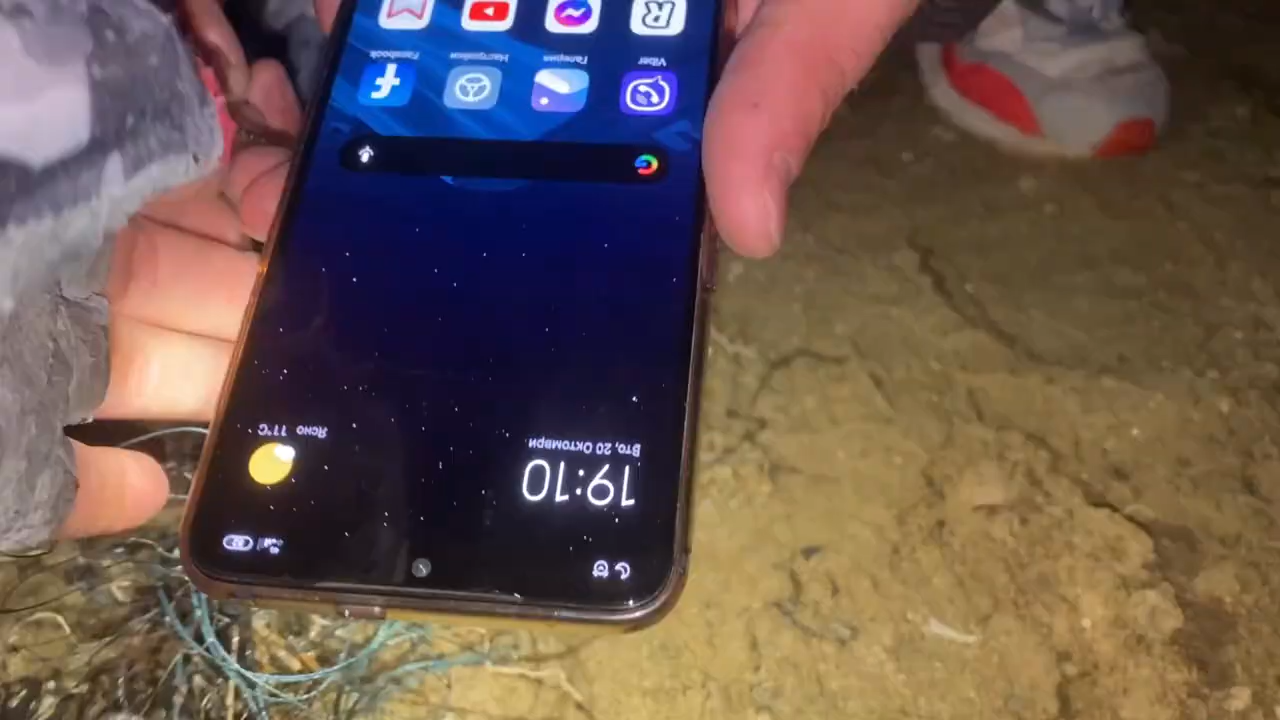 19:10
Вто, 20 Октомври
Ясно 11°C
Viber
Галерия
Настройки
Facebook